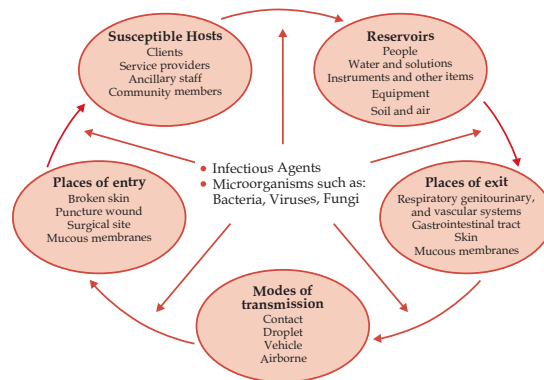 Susceptible Hosts
Clients
Service providers
Ancillary staff
Community members
Reservoirs
People
Water and solutions
Instruments and other items
Equipment
Soil and air
• Infectious Agents
• Microorganisms such as:
Bacteria, Viruses, Fungi
Places of entry
Broken skin
Puncture wound
Surgical site
Mucous membranes
Places of exit
Respiratory genitourinary,
and vascular systems
Gastrointestinal tract
Skin
Mucous membranes
Modes of
transmission
Contact
Droplet
Vehicle
Airborne